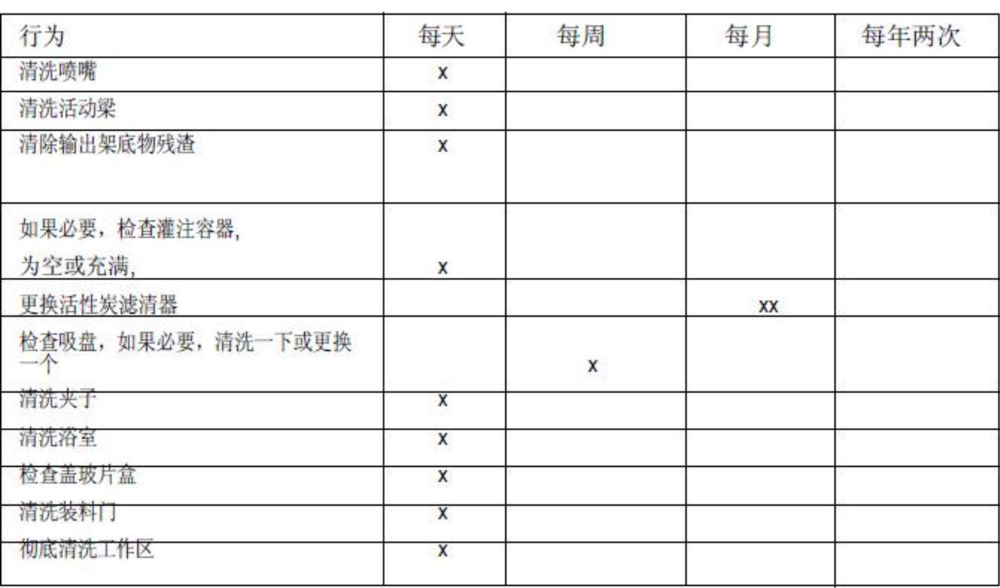 行为 每天 每周 每月 每年两次
清洗喷嘴 x
清洗活动梁 x
清除输出架底物残渣 x
如果必要，检查灌注容器,
为空或充满, x
更换活性炭滤清器 xx
检查吸盘，如果必要，清洗一下或更换
一个 x
清洗夹子 x
清洗浴室 x
检查盖玻片盒 x
清洗装料门 x
彻底清洗工作区 x